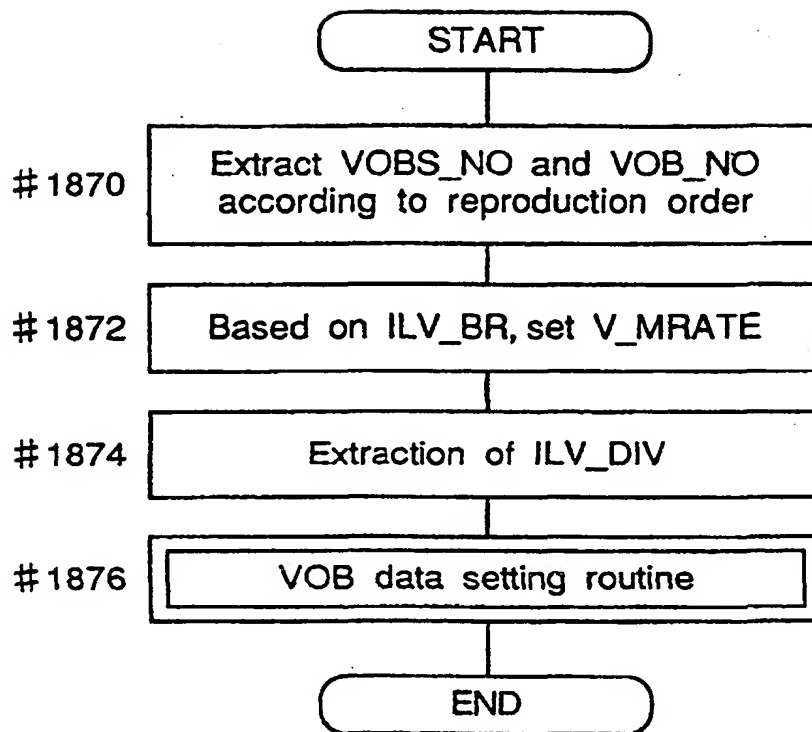 START
#1870
Extract VOBS_NO and VOB_NO
according to reproduction order
#1872
Based on ILV_BR, set V_MRATE
#1874
Extraction of ILV_DIV
#1876
VOB data setting routine
END